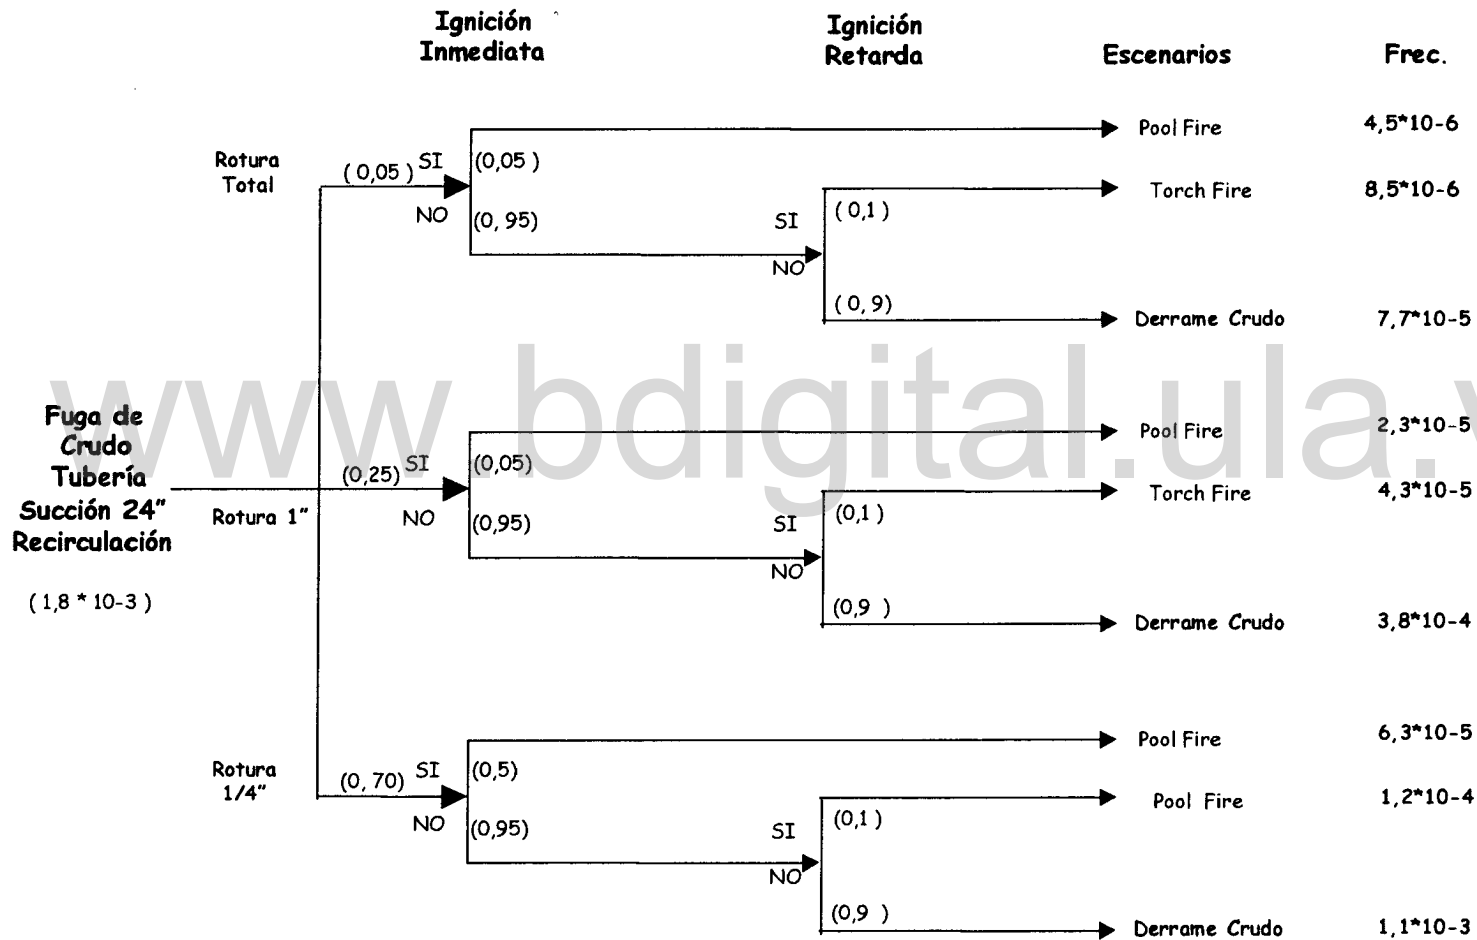 Ignición
Inmediata
Ignición
Retarda
Escenarios
Frec.
Rotura
Total
( 0,05 )
SI
NO
(0,05 )
(0, 95)
SI
NO
( 0,1 )
( 0, 9)
Pool Fire
4,5*10-6
Torch Fire
8,5*10-6
Derrame Crudo
7,7*10-5
www.bdigital.ula.v
Fuga de
Crudo
Tubería
Succión 24"
Recirculación
( 1,8 * 10-3 )
Rotura 1"
(0,25)
SI
NO
(0,05)
(0,95)
SI
NO
(0,1 )
(0,9 )
Pool Fire
2,3*10-5
Torch Fire
4,3*10-5
Derrame Crudo
3,8*10-4
Rotura
1/4"
(0, 70)
SI
NO
(0,5)
(0,95)
SI
NO
(0,1 )
(0,9 )
Pool Fire
6,3*10-5
Pool Fire
1,2*10-4
Derrame Crudo
1,1*10-3